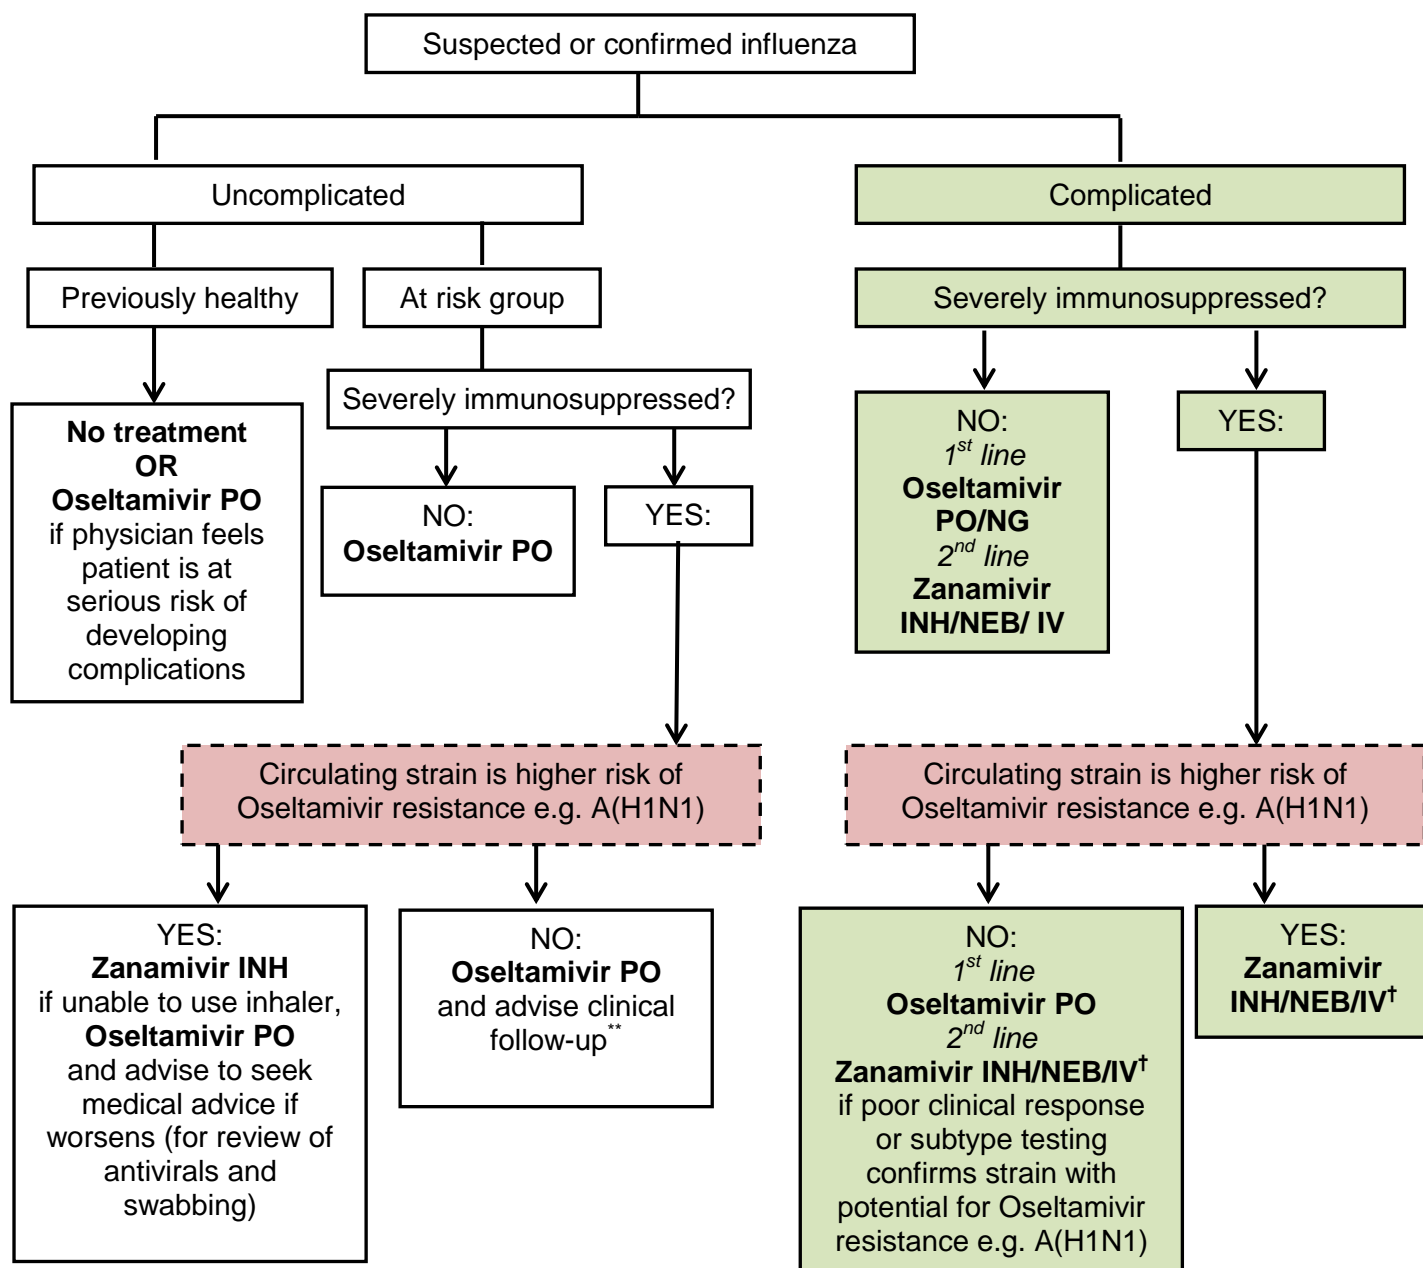 Suspected or confirmed influenza
Uncomplicated
Complicated
Previously healthy
At risk group
Severely immunosuppressed?
Severely immunosuppressed?
No treatment
OR
Oseltamivir PO
if physician feels
patient is at
serious risk of
developing
complications
NO:
Oseltamivir PO
YES:
NO:
1st line
Oseltamivir
PO/NG
2nd line
Zanamivir
INH/NEB/ IV
YES:
Circulating strain is higher risk of
Oseltamivir resistance e.g. A(H1N1)
Circulating strain is higher risk of
Oseltamivir resistance e.g. A(H1N1)
YES:
Zanamivir INH
if unable to use inhaler,
Oseltamivir PO
and advise to seek
medical advice if
worsens (for review of
antivirals and
swabbing)
NO:
Oseltamivir PO
and advise clinical
follow-up**
NO:
1st line
Oseltamivir PO
2nd line
Zanamivir INH/NEB/IV†
if poor clinical response
or subtype testing
confirms strain with
potential for Oseltamivir
resistance e.g. A(H1N1)
YES:
Zanamivir
INH/NEB/IV†